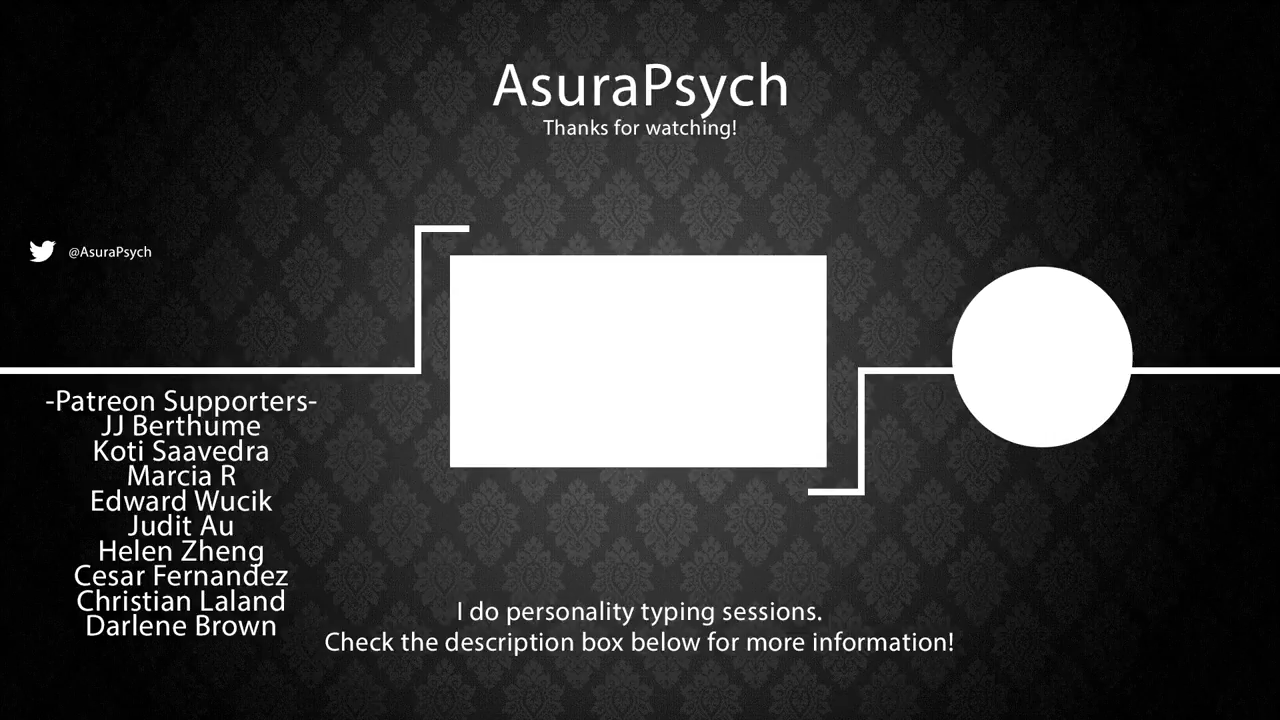 AsuraPsych
Thanks for watching!
@AsuraPsych
-Patreon Supporters-
JJ Berthume
Koti Saavedra
Marcia R
Edward Wucik
Judit Au
Helen Zheng
Cesar Fernandez
Christian Laland
Darlene Brown
I do personality typing sessions.
Check the description box below for more information!